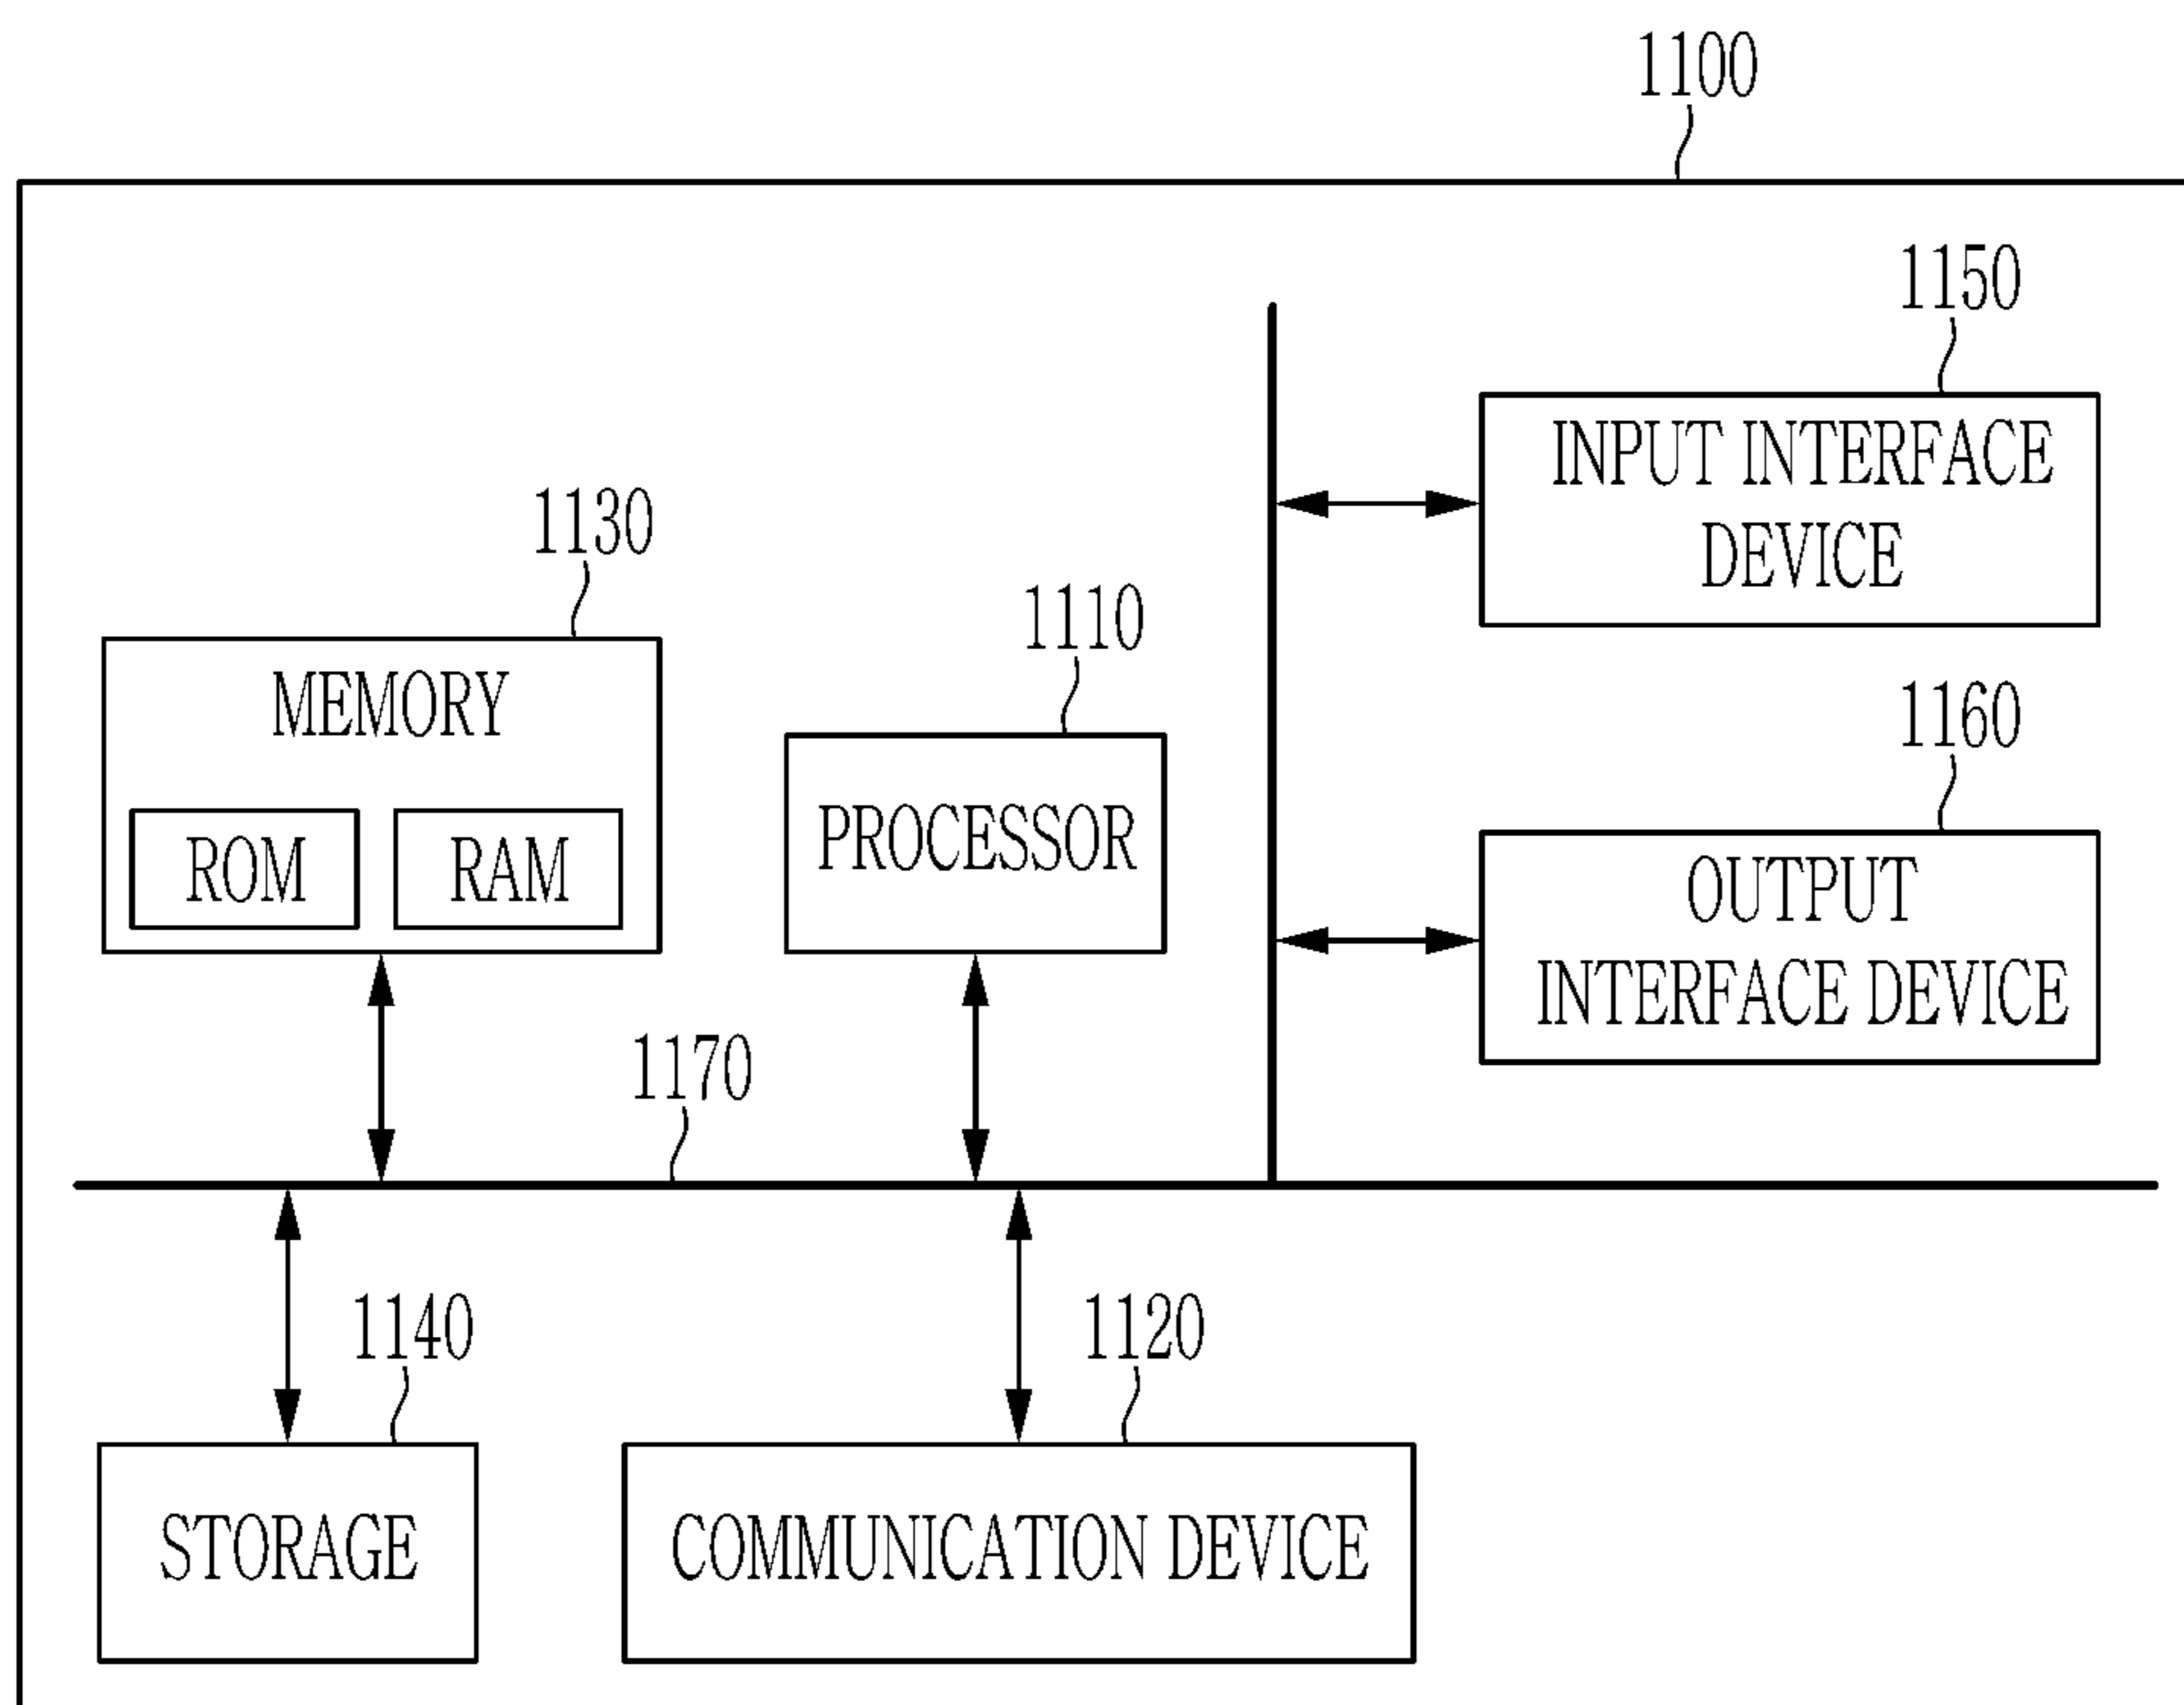 1100
1150
INPUT INTERFACE
DEVICE
1130
1110
MEMORY
1160
PROCESSOR
ROM
RAM
OUTPUT
INTERFACE DEVICE
1170
1140
1120
STORAGE
COMMUNICATION DEVICE